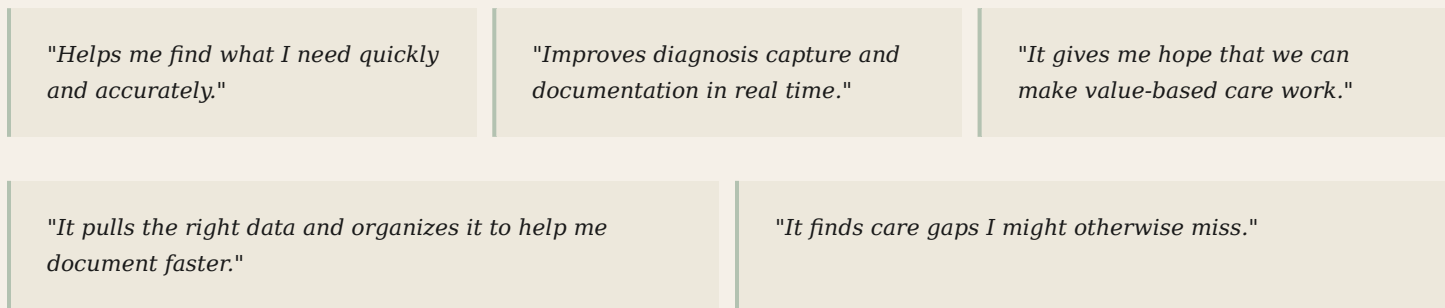 "Helps me find what I need quickly
and accurately."
"Improves diagnosis capture and
documentation in real time."
"It gives me hope that we can
make value-based care work."
"It pulls the right data and organizes it to help me
document faster."
"It finds care gaps I might otherwise miss."